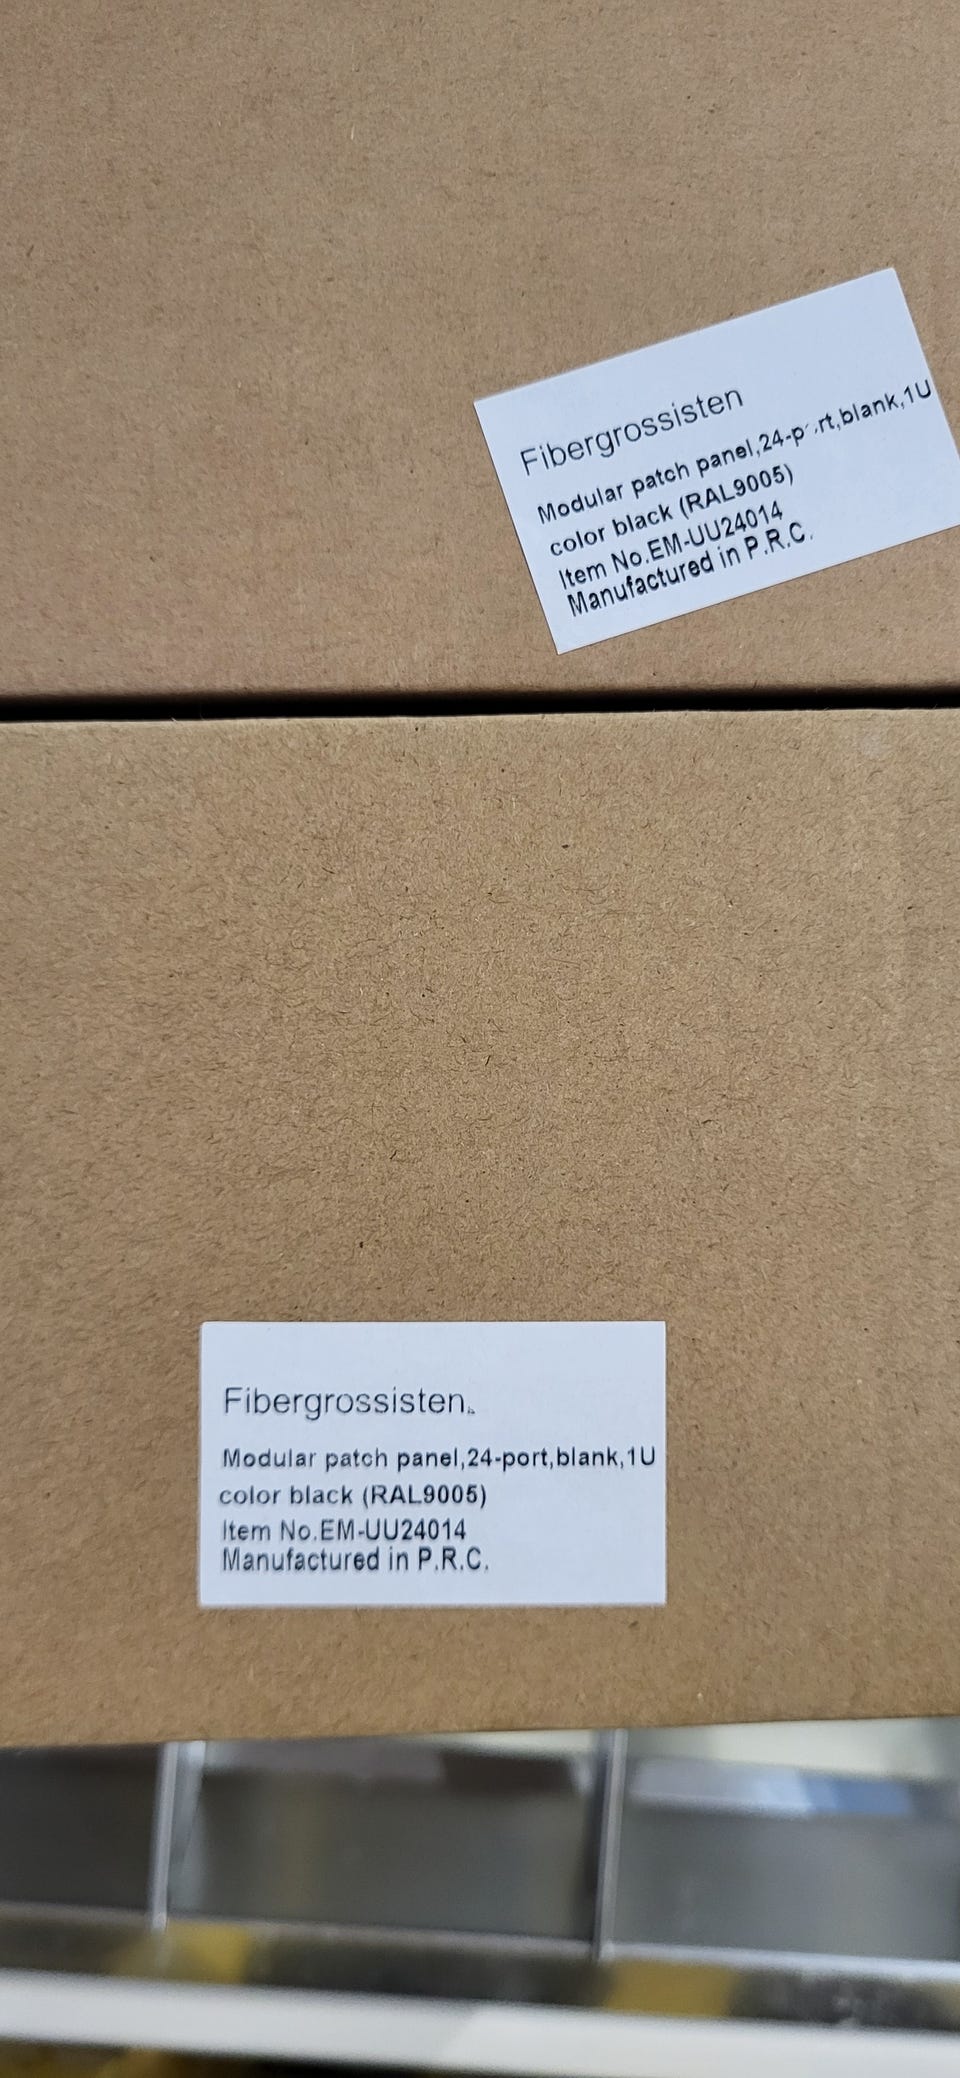 Fibergrossisten
Modular patch panel,24-port,blank,1U
color black (RAL9005)
Item No.EM-UU24014
Manufactured in P.R.C.
Fibergrossisten
Modular patch panel,24-port,blank,1U
color black (RAL9005)
Item No.EM-UU24014
Manufactured in P.R.C.